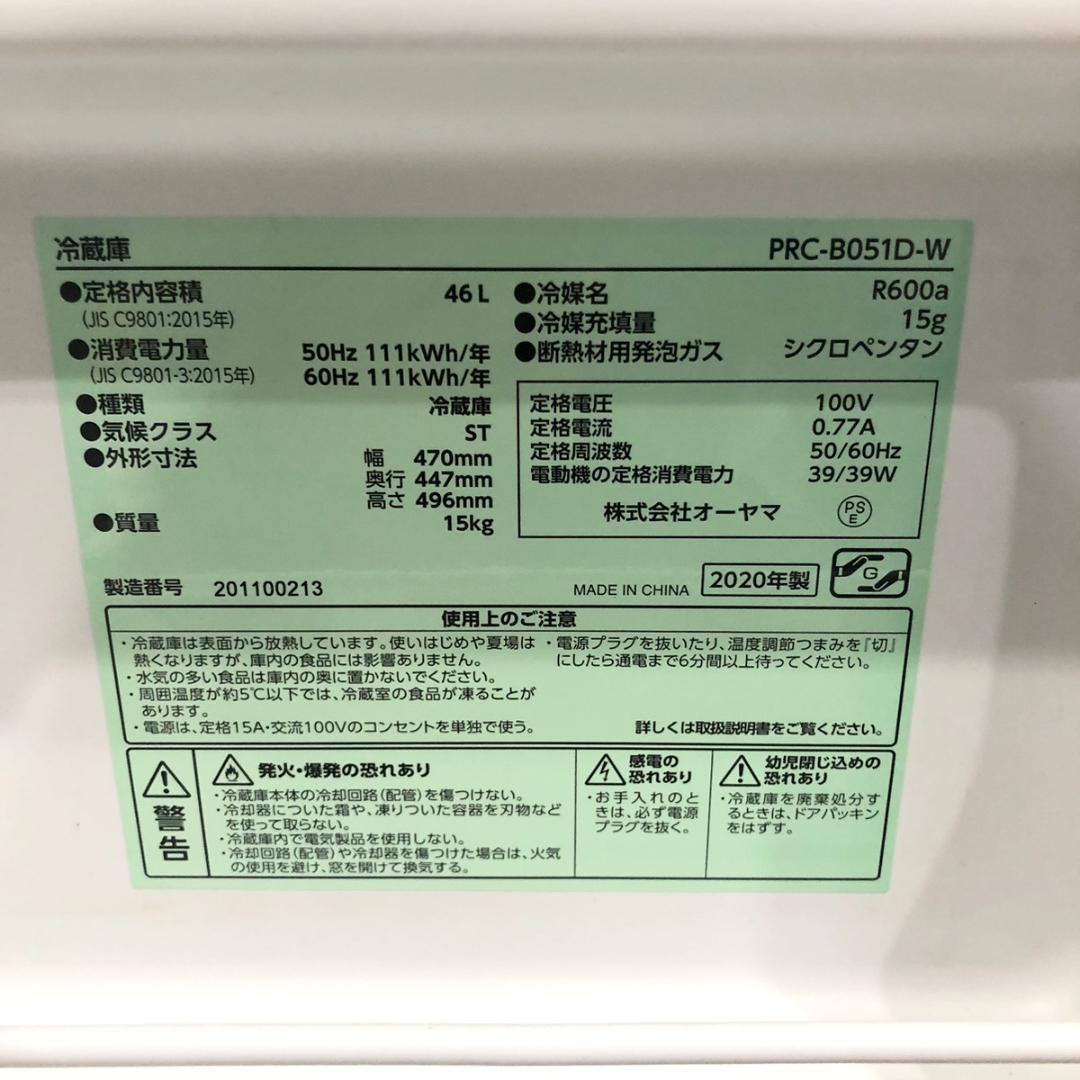 冷蔵庫 PRC-B051D-W
●定格内容積 46L
(JIS C9801:2015年)
●消費電力量 50Hz 111kWh/年
(JIS C9801-3:2015年) 60Hz 111kWh/年
●種類 冷蔵庫
●気候クラス ST
●外形寸法 幅 470mm
奥行 447mm
高さ 496mm
●質量 15kg
●冷媒名 R600a
●冷媒充填量 15g
●断熱材用発泡ガス シクロペンタン
定格電圧 100V
定格電流 0.77A
定格周波数 50/60Hz
電動機の定格消費電力 39/39W
株式会社オーヤマ PS E
製造番号 201100213 MADE IN CHINA 2020年製 G
使用上のご注意
・冷蔵庫は表面から放熱しています。使いはじめや夏場は
熱くなりますが、庫内の食品には影響ありません。
・水気の多い食品は庫内の奥に置かないでください。
・周囲温度が約5℃以下では、冷蔵室の食品が凍ることが
あります。
・電源は、定格15A・交流100Vのコンセントを単独で使う。
・電源プラグを抜いたり、温度調節つまみを『切』
にしたら通電まで6分間以上待ってください。
詳しくは取扱説明書をご覧ください。
警告
発火・爆発の恐れあり
・冷蔵庫本体の冷却回路(配管)を傷つけない。
・冷却器についた霜や、凍りついた容器を刃物など
を使って取らない。
・冷蔵庫内で電気製品を使用しない。
・冷却回路(配管)や冷却器を傷つけた場合は、火気
の使用を避け、窓を開けて換気する。
感電の
恐れあり
・お手入れのと
きは、必ず電源
プラグを抜く。
幼児閉じ込めの
恐れあり
・冷蔵庫を廃棄処分す
るときは、ドアパッキン
をはずす。